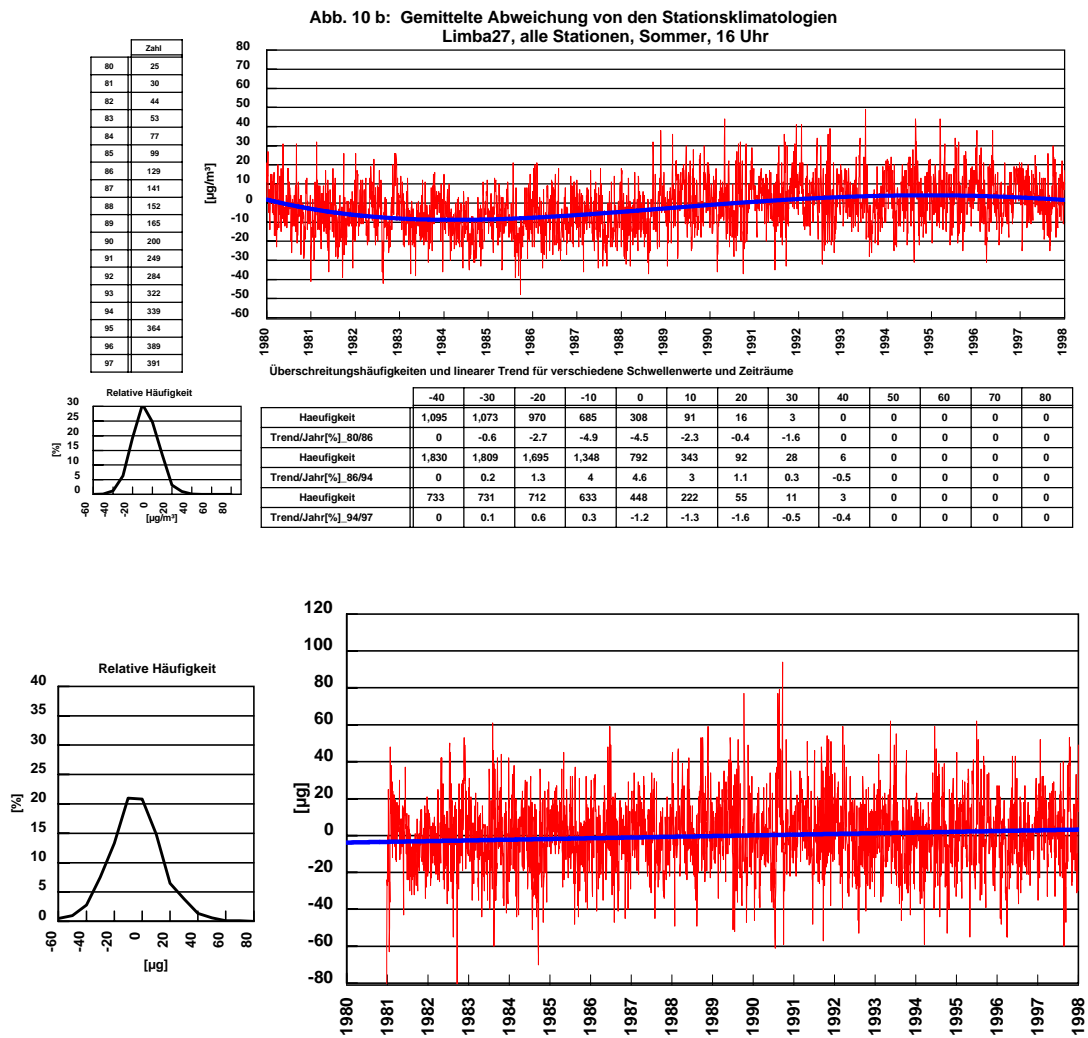 Abb. 10 b: Gemittelte Abweichung von den Stationsklimatologien
Limba27, alle Stationen, Sommer, 16 Uhr
Zahl
80 25
81 30
82 44
83 53
84 77
85 99
86 129
87 141
88 152
89 165
90 200
91 249
92 284
93 322
94 339
95 364
96 389
97 391
[µg/m³]
80
70
60
50
40
30
20
10
0
-10
-20
-30
-40
-50
-60
1980 1981 1982 1983 1984 1985 1986 1987 1988 1989 1990 1991 1992 1993 1994 1995 1996 1997 1998
Überschreitungshäufigkeiten und linearer Trend für verschiedene Schwellenwerte und Zeiträume
Relative Häufigkeit
[%]
30
25
20
15
10
5
0
-60 -40 -20 0 20 40 60 80
[µg/m³]
-40 -30 -20 -10 0 10 20 30 40 50 60 70 80
Haeufigkeit 1,095 1,073 970 685 308 91 16 3 0 0 0 0 0
Trend/Jahr[%]_80/86 0 -0.6 -2.7 -4.9 -4.5 -2.3 -0.4 -1.6 0 0 0 0 0
Haeufigkeit 1,830 1,809 1,695 1,348 792 343 92 28 6 0 0 0 0
Trend/Jahr[%]_86/94 0 0.2 1.3 4 4.6 3 1.1 0.3 -0.5 0 0 0 0
Haeufigkeit 733 731 712 633 448 222 55 11 3 0 0 0 0
Trend/Jahr[%]_94/97 0 0.1 0.6 0.3 -1.2 -1.3 -1.6 -0.5 -0.4 0 0 0 0
Relative Häufigkeit
[%]
40
35
30
25
20
15
10
5
0
-60 -40 -20 0 20 40 60 80
[µg]
[µg]
120
100
80
60
40
20
0
-20
-40
-60
-80
1980 1981 1982 1983 1984 1985 1986 1987 1988 1989 1990 1991 1992 1993 1994 1995 1996 1997 1998